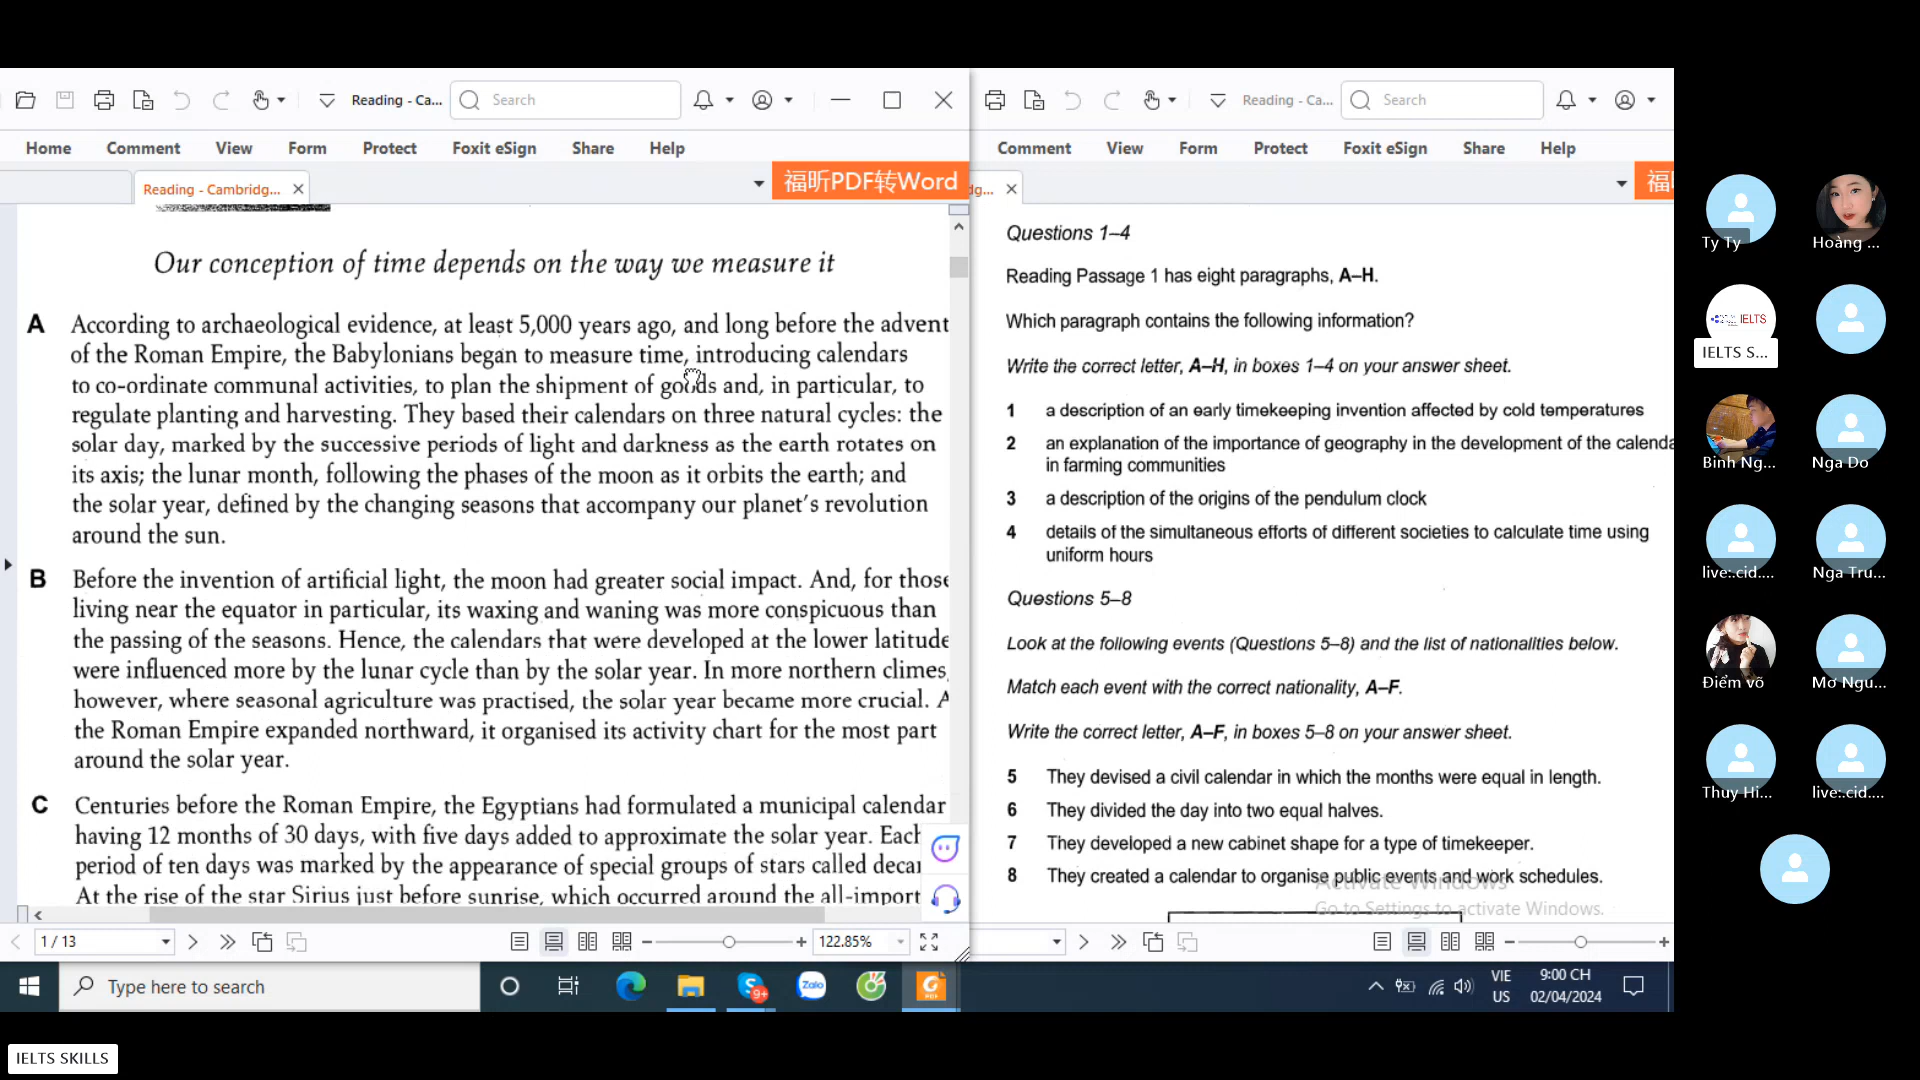 Reading - Ca...
Search
Home Comment View Form Protect Foxit eSign Share Help
Reading - Cambridg...
福昕PDF转Word
Our conception of time depends on the way we measure it
A According to archaeological evidence, at least 5,000 years ago, and long before the advent
of the Roman Empire, the Babylonians began to measure time, introducing calendars
to co-ordinate communal activities, to plan the shipment of goods and, in particular, to
regulate planting and harvesting. They based their calendars on three natural cycles: the
solar day, marked by the successive periods of light and darkness as the earth rotates on
its axis; the lunar month, following the phases of the moon as it orbits the earth; and
the solar year, defined by the changing seasons that accompany our planet's revolution
around the sun.
B Before the invention of artificial light, the moon had greater social impact. And, for those
living near the equator in particular, its waxing and waning was more conspicuous than
the passing of the seasons. Hence, the calendars that were developed at the lower latitude
were influenced more by the lunar cycle than by the solar year. In more northern climes,
however, where seasonal agriculture was practised, the solar year became more crucial. A
the Roman Empire expanded northward, it organised its activity chart for the most part
around the solar year.
C Centuries before the Roman Empire, the Egyptians had formulated a municipal calendar
having 12 months of 30 days, with five days added to approximate the solar year. Each
period of ten days was marked by the appearance of special groups of stars called decan
At the rise of the star Sirius just before sunrise, which occurred around the all-import
1 / 13
122.85%
Reading - Ca...
Search
Comment View Form Protect Foxit eSign Share Help
dg...
福
Questions 1–4
Reading Passage 1 has eight paragraphs, A–H.
Which paragraph contains the following information?
Write the correct letter, A–H, in boxes 1–4 on your answer sheet.
1 a description of an early timekeeping invention affected by cold temperatures
2 an explanation of the importance of geography in the development of the calenda
in farming communities
3 a description of the origins of the pendulum clock
4 details of the simultaneous efforts of different societies to calculate time using
uniform hours
Questions 5–8
Look at the following events (Questions 5–8) and the list of nationalities below.
Match each event with the correct nationality, A–F.
Write the correct letter, A–F, in boxes 5–8 on your answer sheet.
5 They devised a civil calendar in which the months were equal in length.
6 They divided the day into two equal halves.
7 They developed a new cabinet shape for a type of timekeeper.
8 They created a calendar to organise public events and work schedules.
Activate Windows
Go to Settings to activate Windows.
Type here to search
9+
Zalo
PDF
VIE
US
9:00 CH
02/04/2024
Ty Ty
Hoàng ...
IELTS
IELTS S...
Binh Ng...
Nga Do
live:.cid....
Nga Tru...
Điểm võ
Mơ Ngu...
Thuy Hi...
live:.cid....
IELTS SKILLS